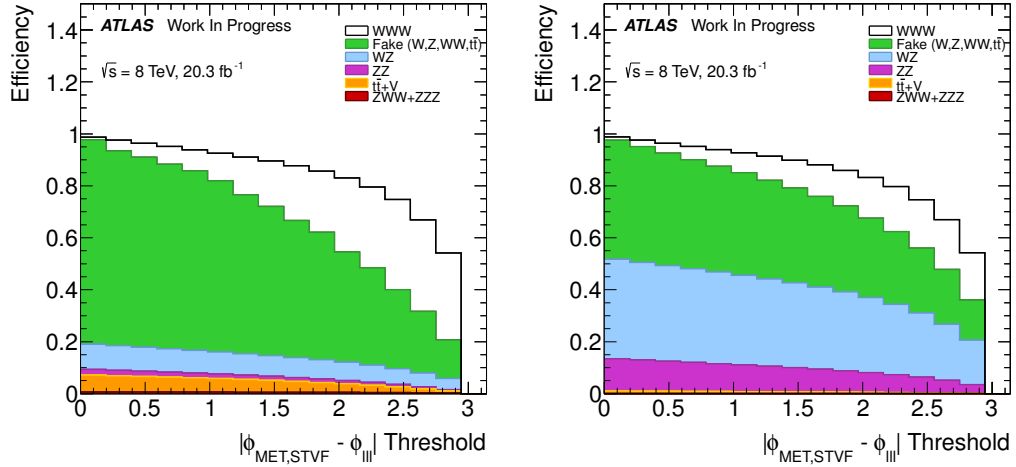 ATLAS Work In Progress
√s = 8 TeV, 20.3 fb⁻¹
WWW
Fake (W,Z,WW,tt̄)
WZ
ZZ
tt̄+V
ZWW+ZZZ
Efficiency
1.4
1.2
1
0.8
0.6
0.4
0.2
0
0 0.5 1 1.5 2 2.5 3
|ϕMET,STVF - ϕlll| Threshold
ATLAS Work In Progress
√s = 8 TeV, 20.3 fb⁻¹
WWW
Fake (W,Z,WW,tt̄)
WZ
ZZ
tt̄+V
ZWW+ZZZ
Efficiency
1.4
1.2
1
0.8
0.6
0.4
0.2
0
0 0.5 1 1.5 2 2.5 3
|ϕMET,STVF - ϕlll| Threshold